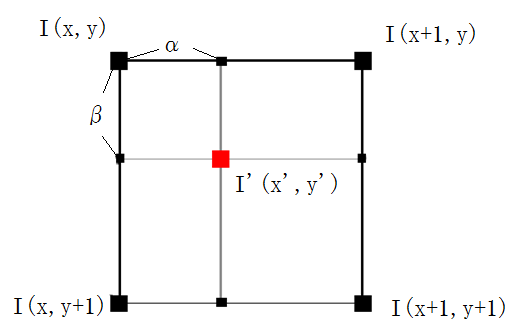 I(x, y)
I(x+1, y)
α
β
I'(x', y')
I(x, y+1)
I(x+1, y+1)